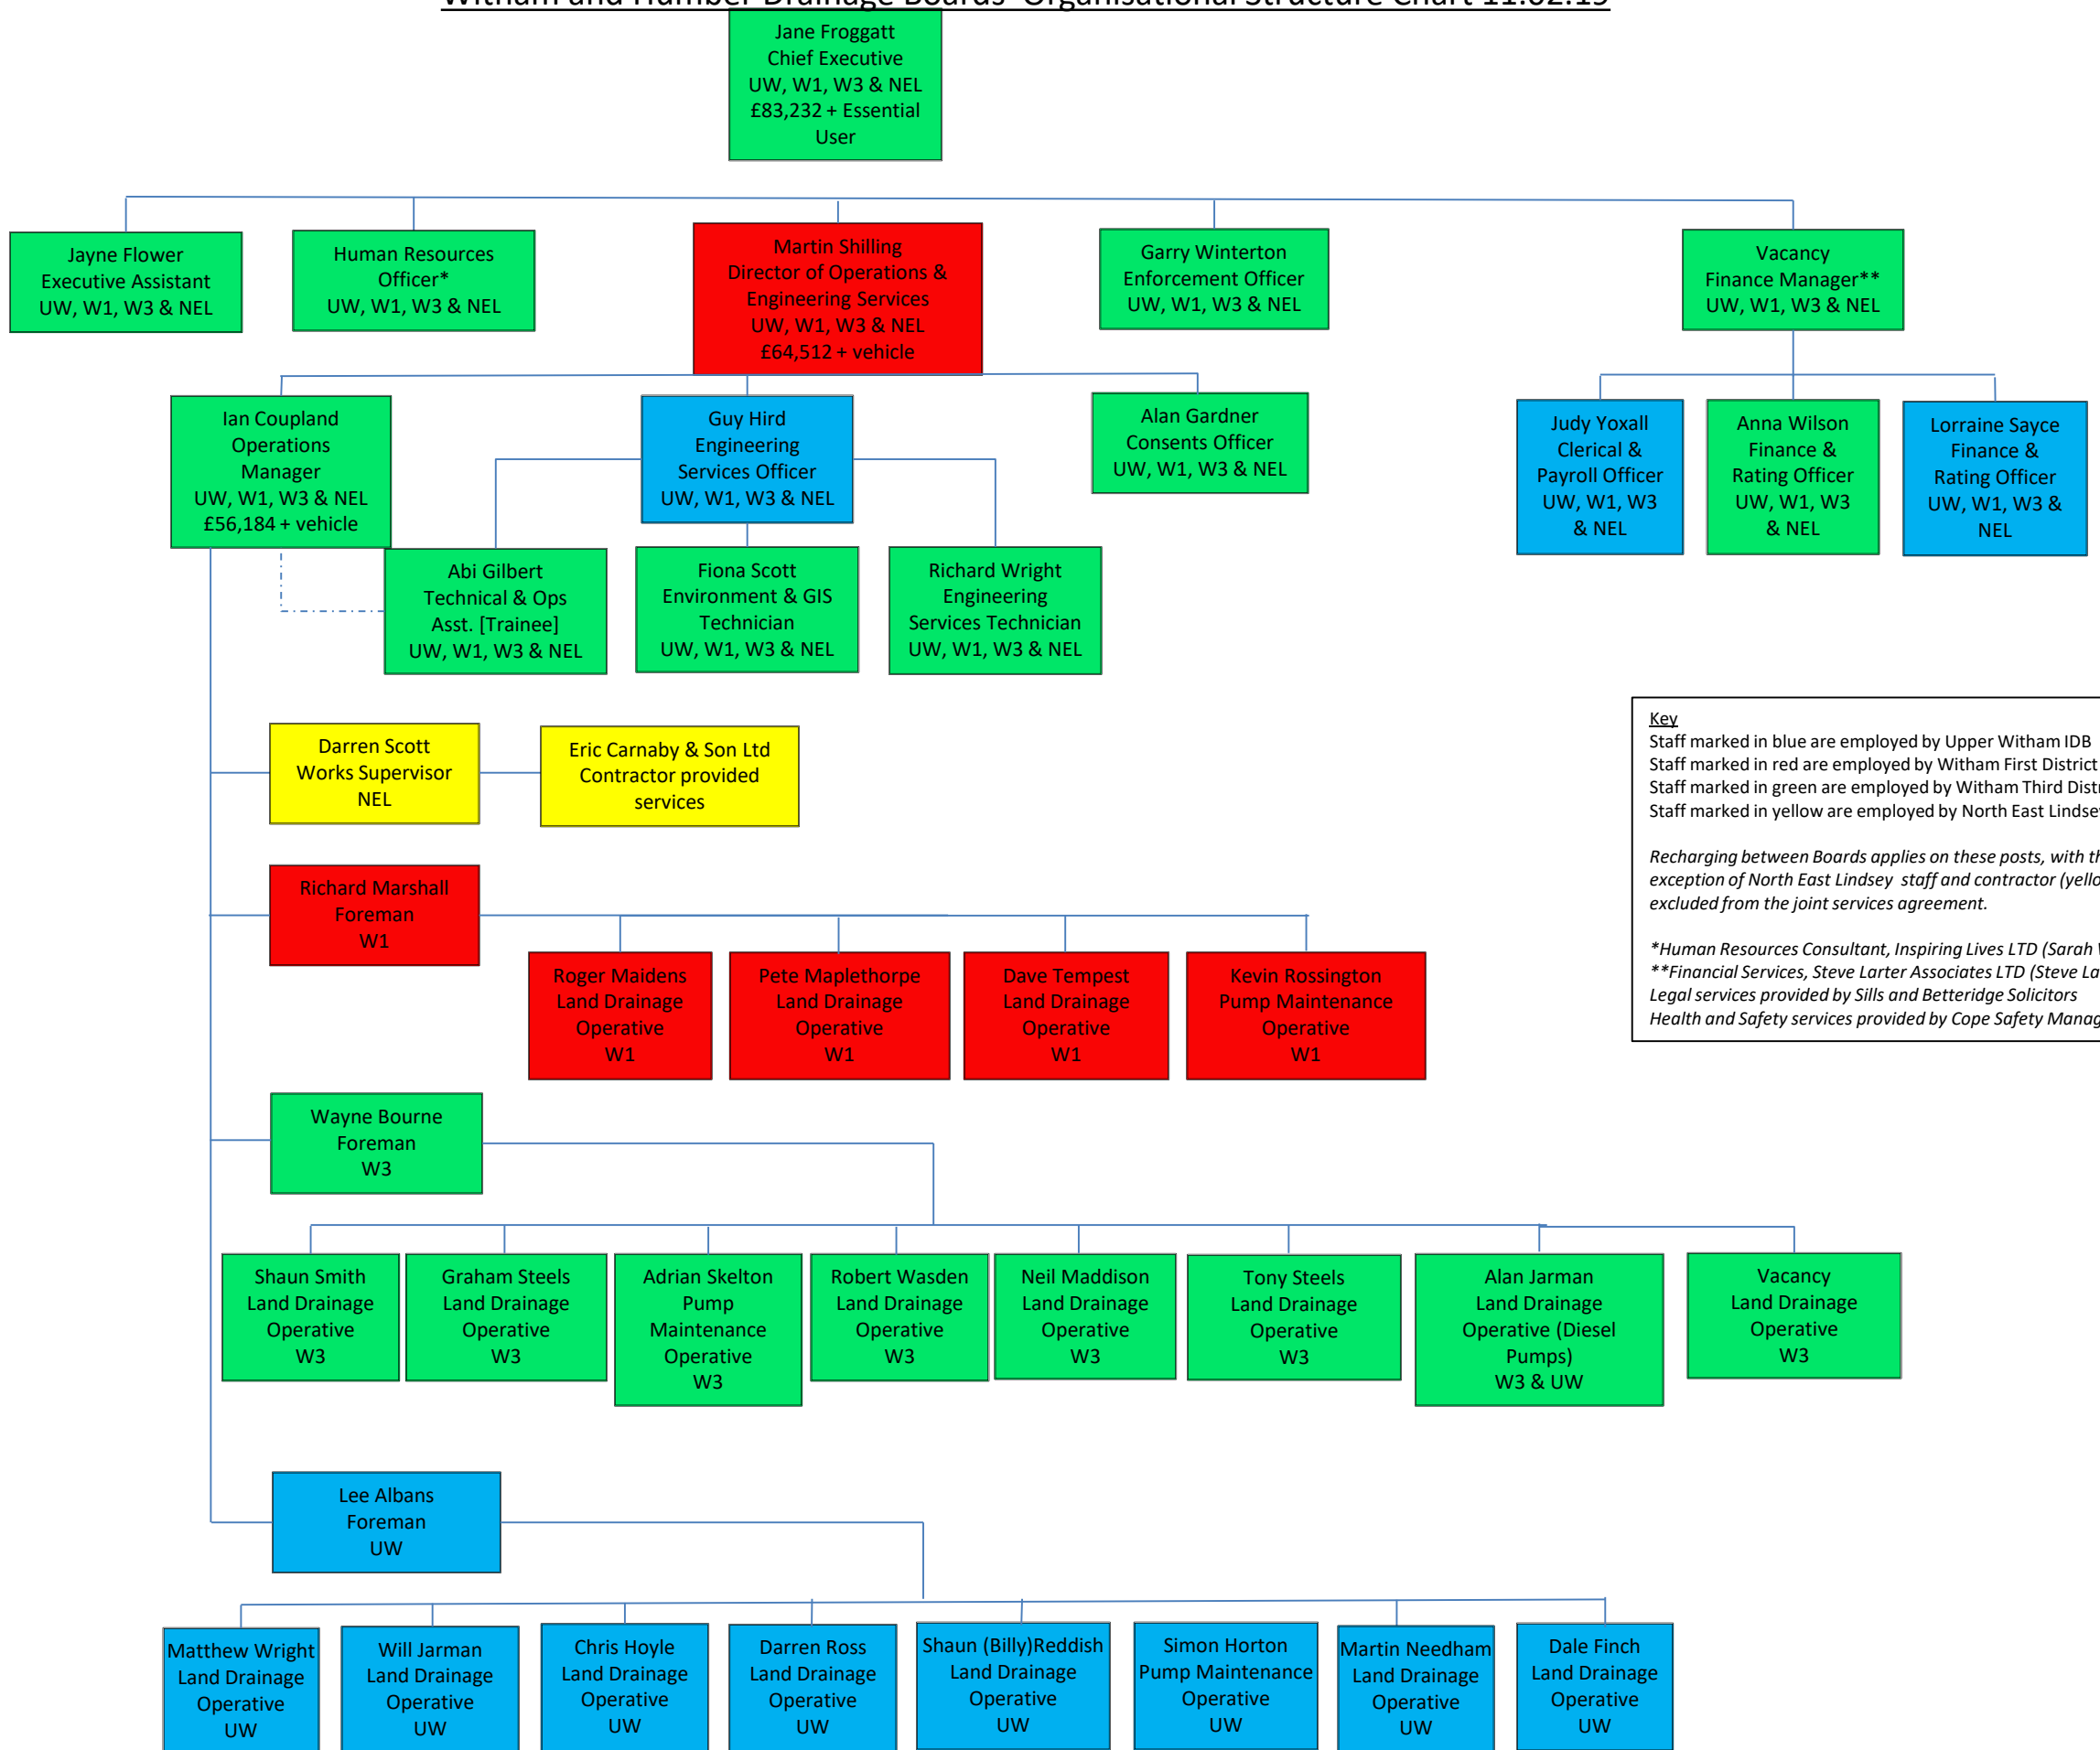 Witham and Humber Drainage Boards' Organisational Structure Chart 11.02.19
Jane Froggatt
Chief Executive
UW, W1, W3 & NEL
£83,232 + Essential
User
Jayne Flower
Executive Assistant
UW, W1, W3 & NEL
Human Resources
Officer*
UW, W1, W3 & NEL
Martin Shilling
Director of Operations &
Engineering Services
UW, W1, W3 & NEL
£64,512 + vehicle
Garry Winterton
Enforcement Officer
UW, W1, W3 & NEL
Vacancy
Finance Manager**
UW, W1, W3 & NEL
Ian Coupland
Operations
Manager
UW, W1, W3 & NEL
£56,184 + vehicle
Guy Hird
Engineering
Services Officer
UW, W1, W3 & NEL
Alan Gardner
Consents Officer
UW, W1, W3 & NEL
Judy Yoxall
Clerical &
Payroll Officer
UW, W1, W3
& NEL
Anna Wilson
Finance &
Rating Officer
UW, W1, W3
& NEL
Lorraine Sayce
Finance &
Rating Officer
UW, W1, W3 &
NEL
Abi Gilbert
Technical & Ops
Asst. [Trainee]
UW, W1, W3 & NEL
Fiona Scott
Environment & GIS
Technician
UW, W1, W3 & NEL
Richard Wright
Engineering
Services Technician
UW, W1, W3 & NEL
Darren Scott
Works Supervisor
NEL
Eric Carnaby & Son Ltd
Contractor provided
services
Key
Staff marked in blue are employed by Upper Witham IDB
Staff marked in red are employed by Witham First District
Staff marked in green are employed by Witham Third
Staff marked in yellow are employed by North East
Recharging between Boards applies on these posts, with
exception of North East Lindsey staff and contractor
excluded from the joint services agreement.
*Human Resources Consultant, Inspiring Lives LTD (Sarah
**Financial Services, Steve Larter Associates LTD (Steve
Legal services provided by Sills and Betteridge Solicitors
Health and Safety services provided by Cope Safety
Richard Marshall
Foreman
W1
Roger Maidens
Land Drainage
Operative
W1
Pete Maplethorpe
Land Drainage
Operative
W1
Dave Tempest
Land Drainage
Operative
W1
Kevin Rossington
Pump Maintenance
Operative
W1
Wayne Bourne
Foreman
W3
Shaun Smith
Land Drainage
Operative
W3
Graham Steels
Land Drainage
Operative
W3
Adrian Skelton
Pump
Maintenance
Operative
W3
Robert Wasden
Land Drainage
Operative
W3
Neil Maddison
Land Drainage
Operative
W3
Tony Steels
Land Drainage
Operative
W3
Alan Jarman
Land Drainage
Operative (Diesel
Pumps)
W3 & UW
Vacancy
Land Drainage
Operative
W3
Lee Albans
Foreman
UW
Matthew Wright
Land Drainage
Operative
UW
Will Jarman
Land Drainage
Operative
UW
Chris Hoyle
Land Drainage
Operative
UW
Darren Ross
Land Drainage
Operative
UW
Shaun (Billy)Reddish
Land Drainage
Operative
UW
Simon Horton
Pump Maintenance
Operative
UW
Martin Needham
Land Drainage
Operative
UW
Dale Finch
Land Drainage
Operative
UW